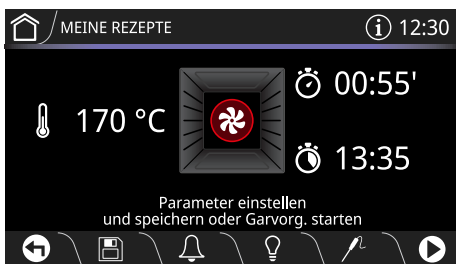 MEINE REZEPTE
12:30
170 °C
00:55'
13:35
Parameter einstellen
und speichern oder Garvorg. starten